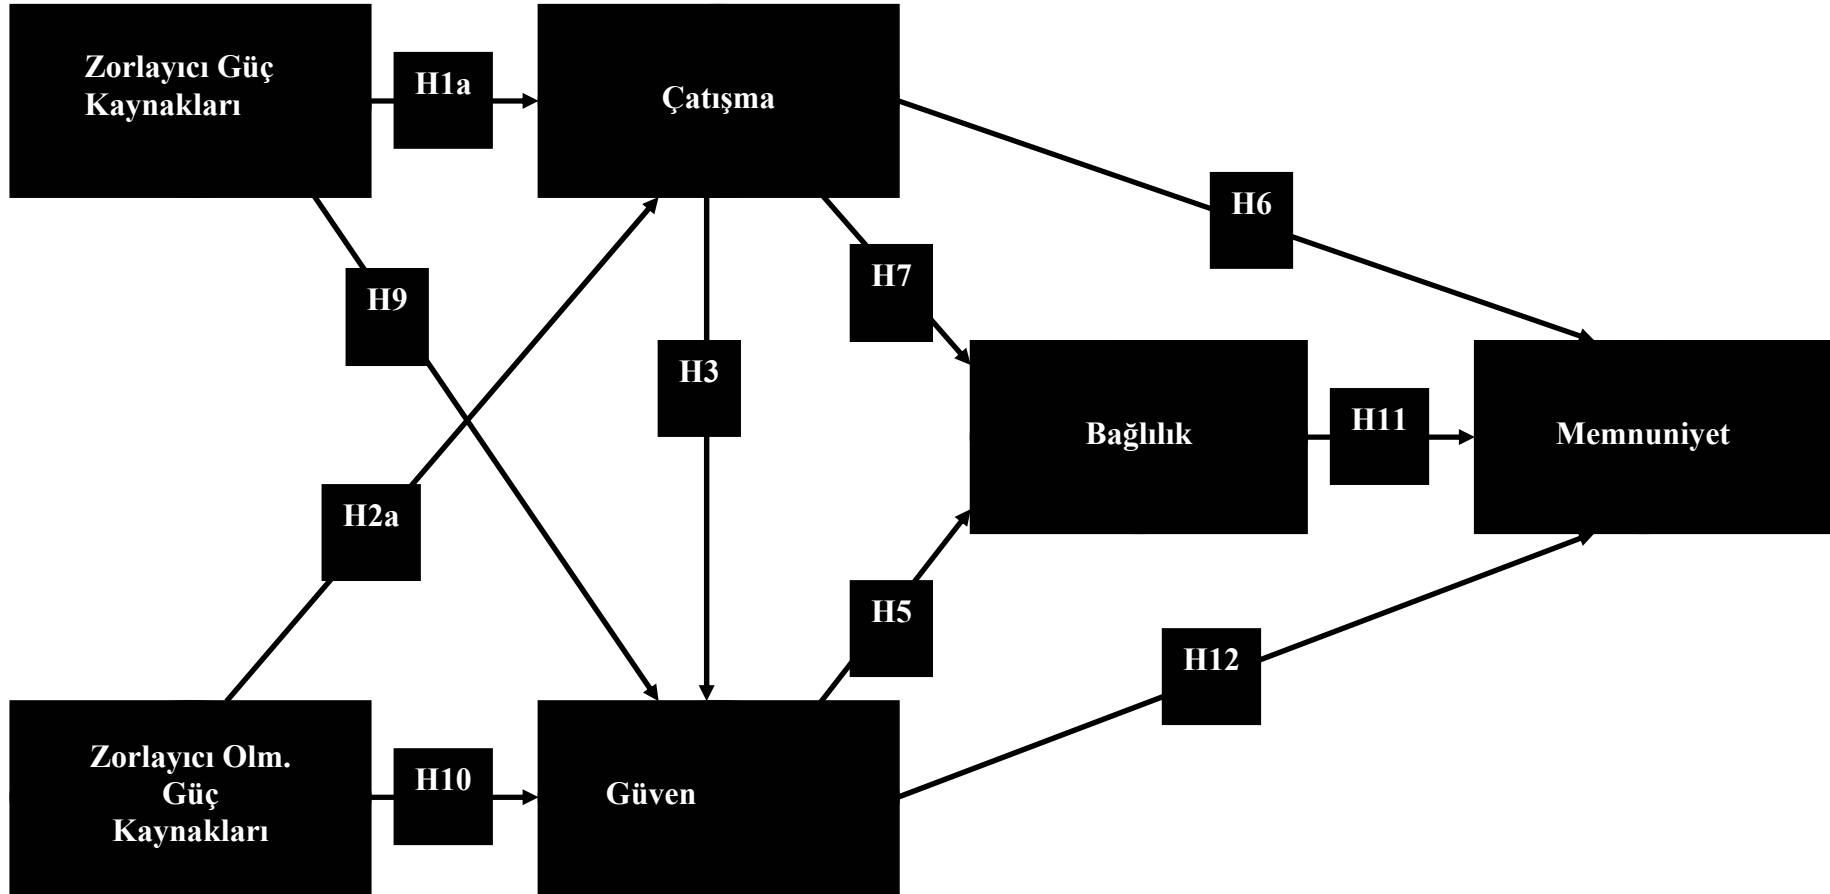 Zorlayıcı Güç
Kaynakları
H1a
Çatışma
H6
H7
H9
H3
H11
Bağlılık
Memnuniyet
H2a
H5
H12
Zorlayıcı Olm.
Güç
Kaynakları
H10
Güven